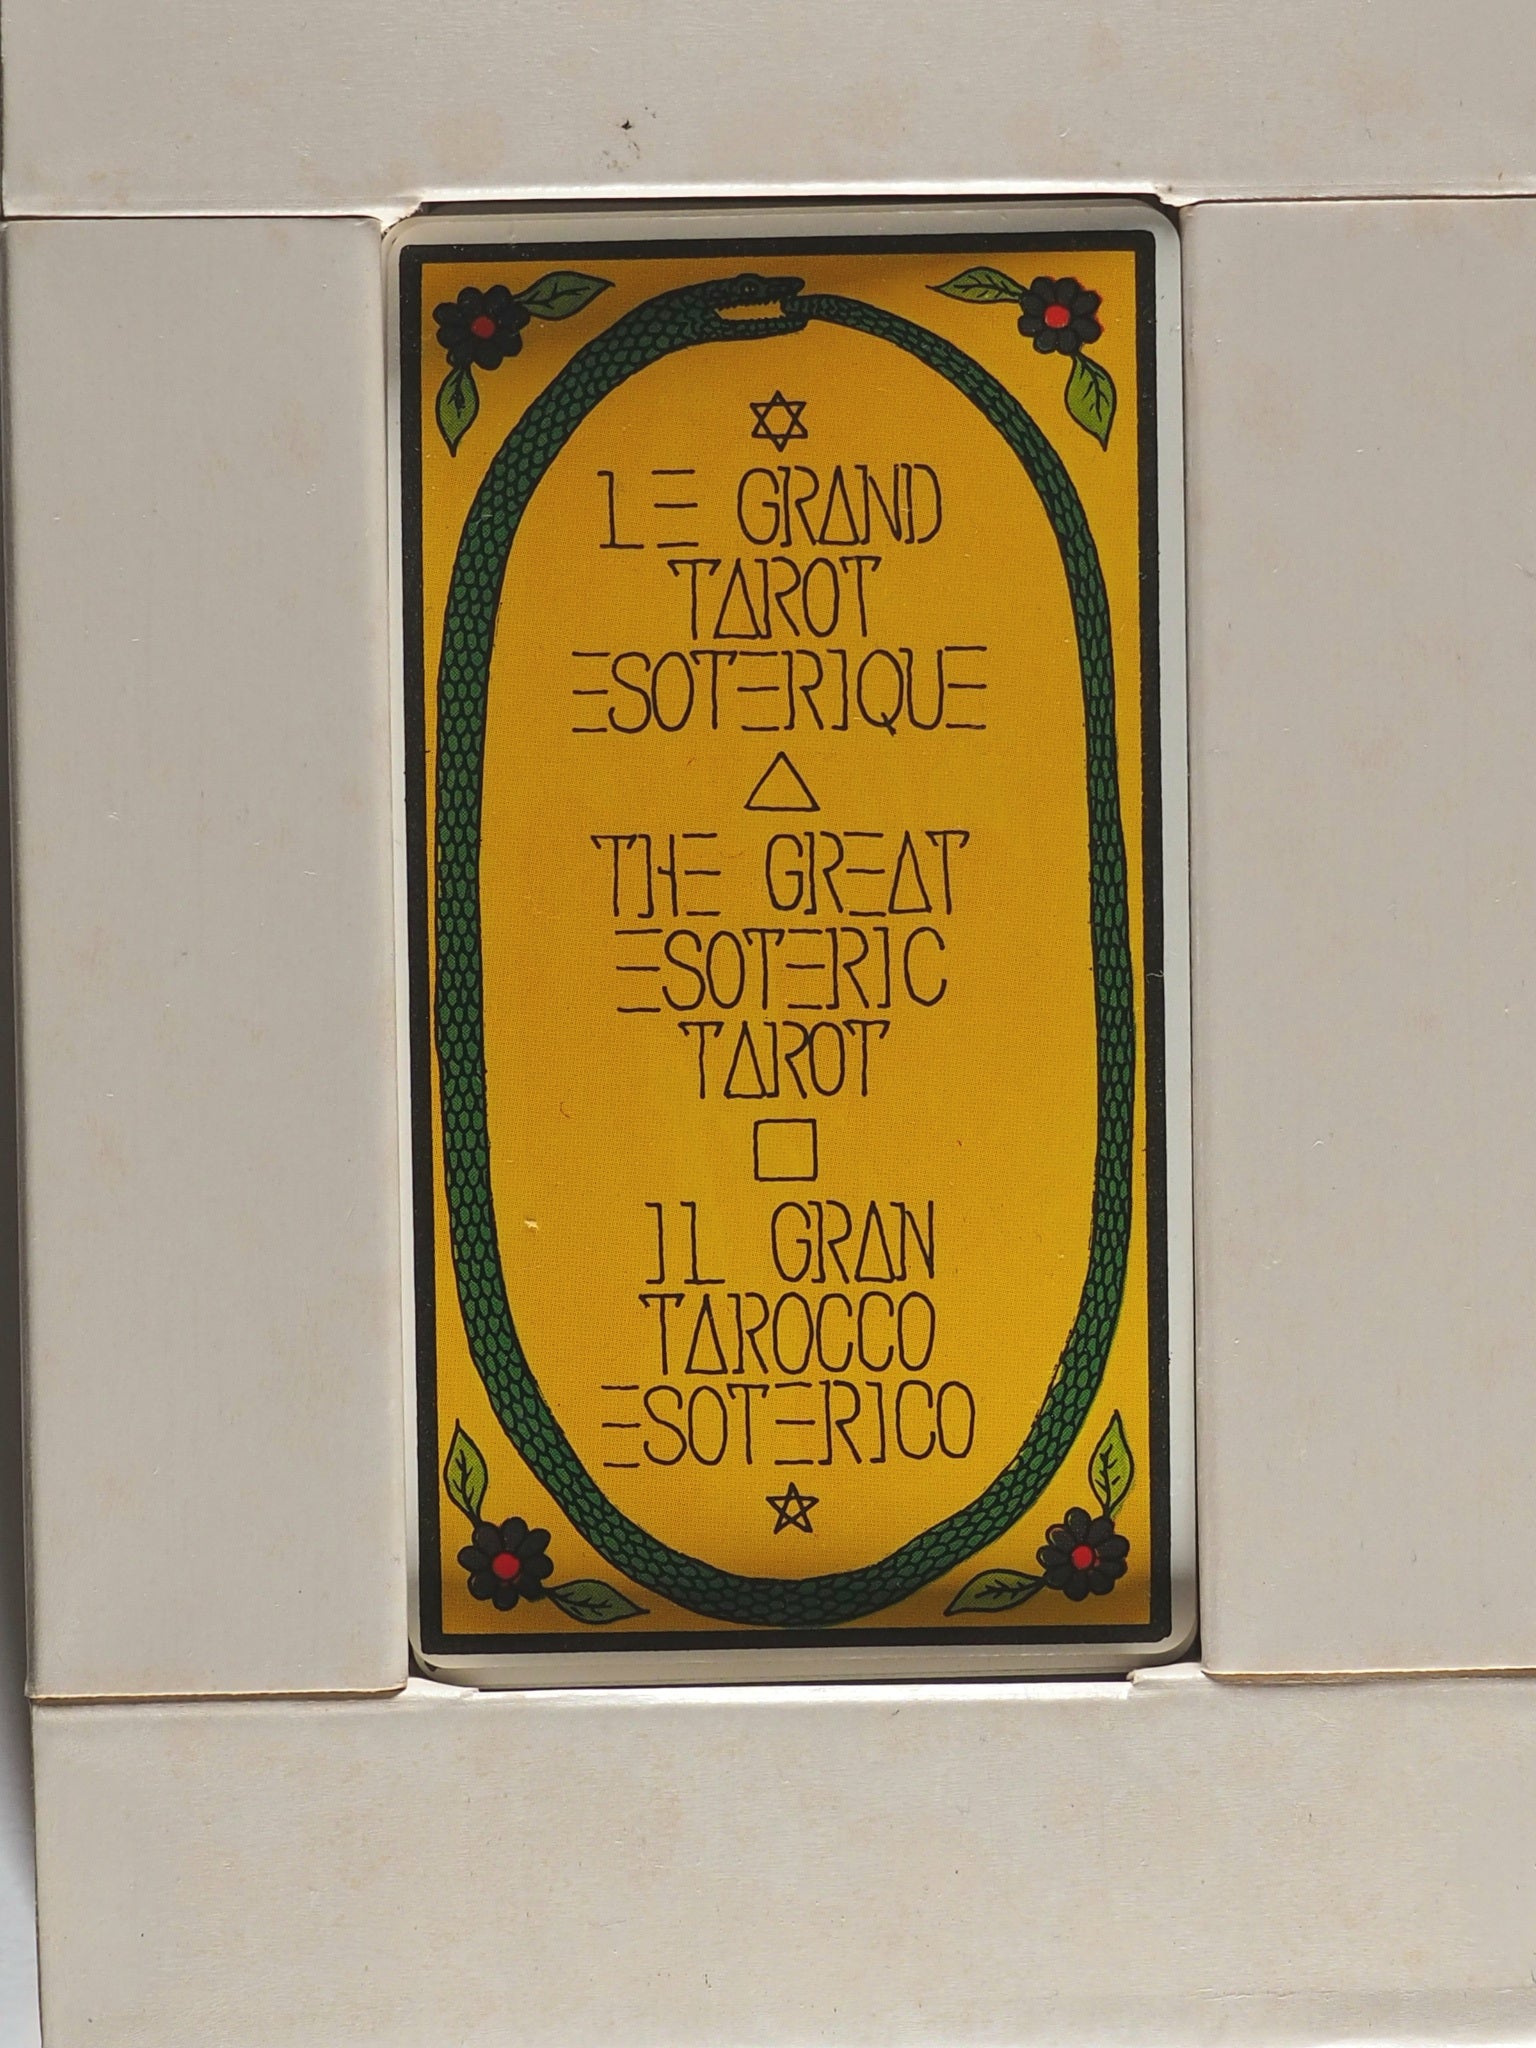 LE GRAND
TAROT
ESOTERIQUE
THE GREAT
ESOTERIC
TAROT
IL GRAN
TAROCCO
ESOTERICO